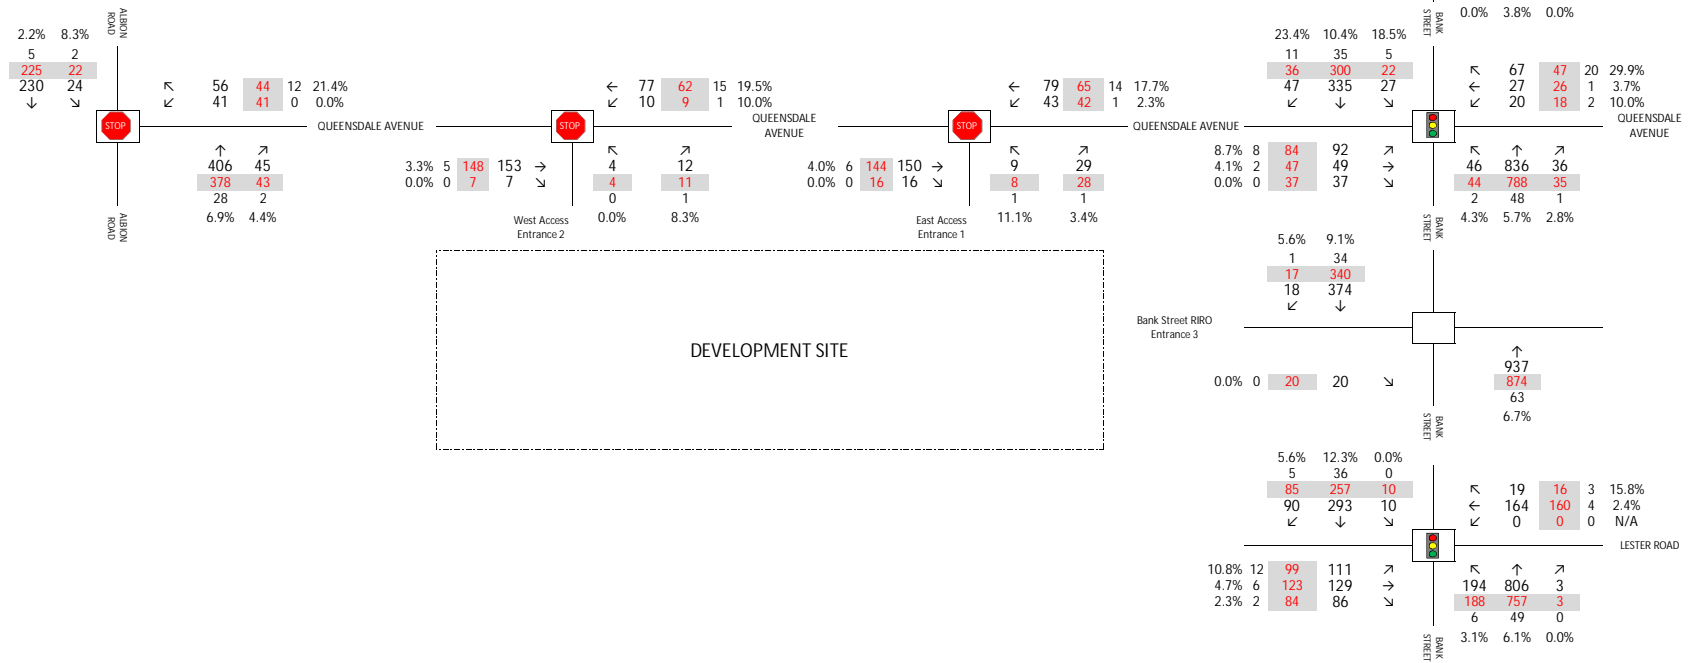 0.0% 3.8% 0.0%
BANK STREET
ALBION ROAD
2.2% 8.3%
5 2
225 22
230 24
↓ ↘
↖ 56 44 12 21.4%
↙ 41 41 0 0.0%
← 77 62 15 19.5%
↙ 10 9 1 10.0%
← 79 65 14 17.7%
↙ 43 42 1 2.3%
23.4% 10.4% 18.5%
11 35 5
36 300 22
47 335 27
↙ ↓ ↘
↖ 67 47 20 29.9%
← 27 26 1 3.7%
↙ 20 18 2 10.0%
STOP
QUEENSDALE AVENUE
STOP
QUEENSDALE
AVENUE
STOP
QUEENSDALE AVENUE
QUEENSDALE
AVENUE
↑ ↗
406 45
378 43
28 2
6.9% 4.4%
ALBION ROAD
3.3% 5 148 153 →
0.0% 0 7 7 ↘
↖ ↗
4 12
4 11
0 1
0.0% 8.3%
West Access
Entrance 2
4.0% 6 144 150 →
0.0% 0 16 16 ↘
↖ ↗
9 29
8 28
1 1
11.1% 3.4%
East Access
Entrance 1
8.7% 8 84 92 ↗
4.1% 2 47 49 →
0.0% 0 37 37 ↘
↖ ↑ ↗
46 836 36
44 788 35
2 48 1
4.3% 5.7% 2.8%
BANK STREET
5.6% 9.1%
1 34
17 340
18 374
↙ ↓
Bank Street RIRO
Entrance 3
DEVELOPMENT SITE
0.0% 0 20 20 ↘
↑
937
874
63
6.7%
BANK STREET
5.6% 12.3% 0.0%
5 36 0
85 257 10
90 293 10
↙ ↓ ↘
↖ 19 16 3 15.8%
← 164 160 4 2.4%
↙ 0 0 0 N/A
LESTER ROAD
10.8% 12 99 111 ↗
4.7% 6 123 129 →
2.3% 2 84 86 ↘
↖ ↑ ↗
194 806 3
188 757 3
6 49 0
3.1% 6.1% 0.0%
BANK STREET